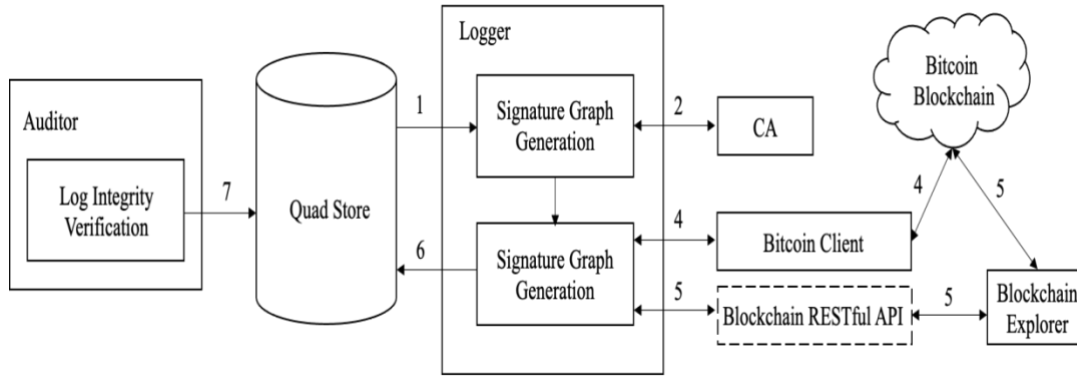 Logger
Auditor
Log Integrity
Verification
7
Quad Store
1
6
Signature Graph
Generation
Signature Graph
Generation
2
CA
4
Bitcoin Client
5
Blockchain RESTful API
5
Blockchain
Explorer
4
5
Bitcoin
Blockchain